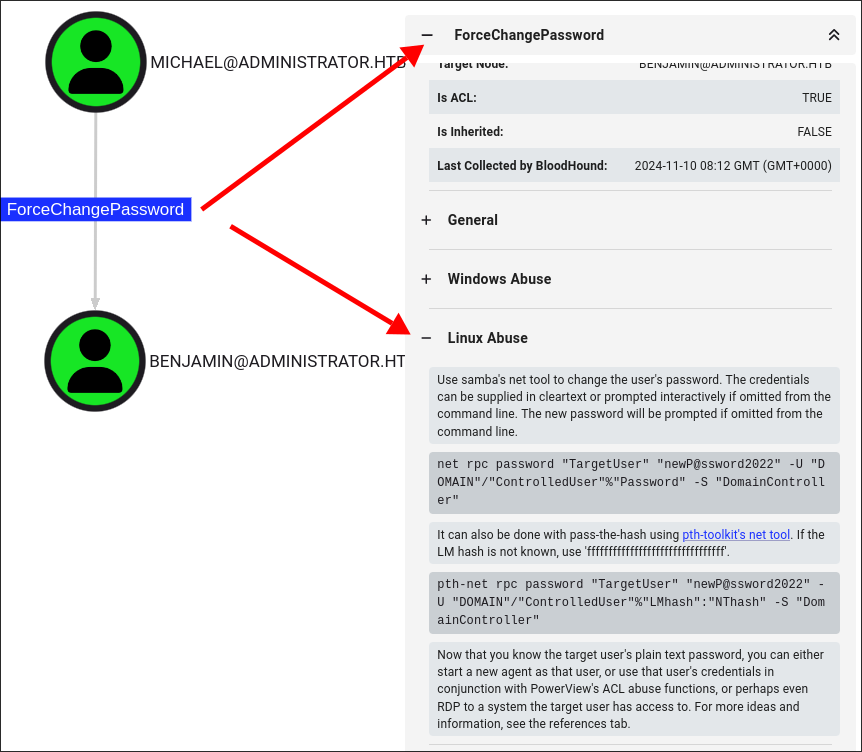 MICHAEL@ADMINISTRATOR.HTB
ForceChangePassword
BENJAMIN@ADMINISTRATOR.HT
ForceChangePassword
Target Node: BENJAMIN@ADMINISTRATOR.HTB
Is ACL: TRUE
Is Inherited: FALSE
Last Collected by BloodHound: 2024-11-10 08:12 GMT (GMT+0000)
General
Windows Abuse
Linux Abuse
Use samba's net tool to change the user's password. The credentials
can be supplied in cleartext or prompted interactively if omitted from the
command line. The new password will be prompted if omitted from the
command line.
net rpc password "TargetUser" "newP@ssword2022" -U "D
OMAIN"/"ControlledUser"%"Password" -S "DomainControll
er"
It can also be done with pass-the-hash using pth-toolkit's net tool. If the
LM hash is not known, use 'ffffffffffffffffffffffffffffffff'.
pth-net rpc password "TargetUser" "newP@ssword2022" -
U "DOMAIN"/"ControlledUser"%"LMhash":"NThash" -S "Dom
ainController"
Now that you know the target user's plain text password, you can either
start a new agent as that user, or use that user's credentials in
conjunction with PowerView's ACL abuse functions, or perhaps even
RDP to a system the target user has access to. For more ideas and
information, see the references tab.